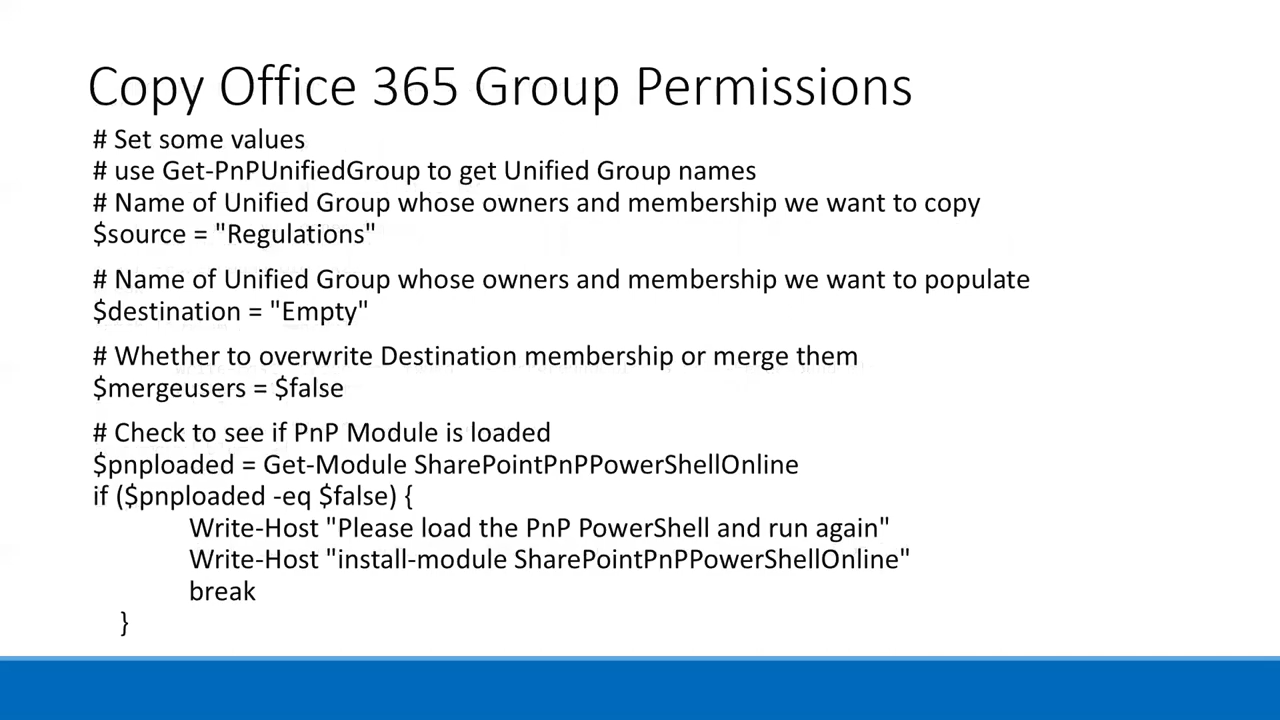 Copy Office 365 Group Permissions
# Set some values
# use Get-PnPUnifiedGroup to get Unified Group names
# Name of Unified Group whose owners and membership we want to copy
$source = "Regulations"
# Name of Unified Group whose owners and membership we want to populate
$destination = "Empty"
# Whether to overwrite Destination membership or merge them
$mergeusers = $false
# Check to see if PnP Module is loaded
$pnploaded = Get-Module SharePointPnPPowerShellOnline
if ($pnploaded -eq $false) {
Write-Host "Please load the PnP PowerShell and run again"
Write-Host "install-module SharePointPnPPowerShellOnline"
break
}